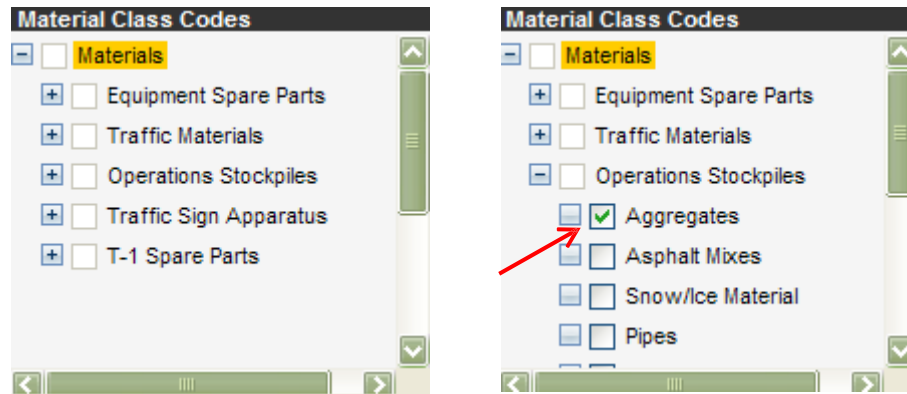 Material Class Codes
Materials
Equipment Spare Parts
Traffic Materials
Operations Stockpiles
Traffic Sign Apparatus
T-1 Spare Parts
Material Class Codes
Materials
Equipment Spare Parts
Traffic Materials
Operations Stockpiles
Aggregates
Asphalt Mixes
Snow/Ice Material
Pipes